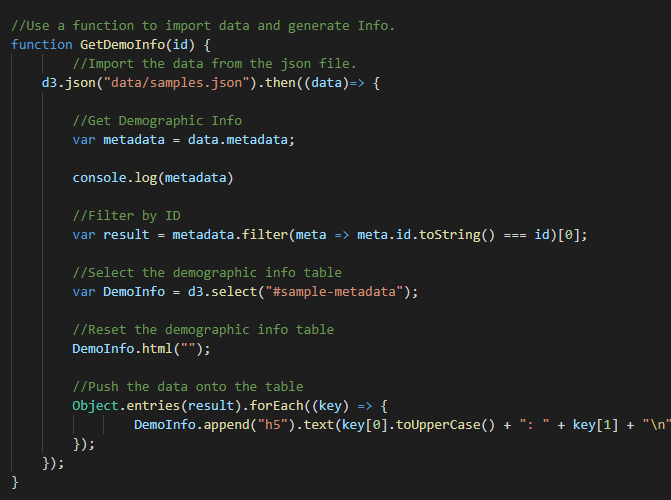 //Use a function to import data and generate Info.
function GetDemoInfo(id) {
//Import the data from the json file.
d3.json("data/samples.json").then((data)=> {
//Get Demographic Info
var metadata = data.metadata;
console.log(metadata)
//Filter by ID
var result = metadata.filter(meta => meta.id.toString() === id)[0];
//Select the demographic info table
var DemoInfo = d3.select("#sample-metadata");
//Reset the demographic info table
DemoInfo.html("");
//Push the data onto the table
Object.entries(result).forEach((key) => {
DemoInfo.append("h5").text(key[0].toUpperCase() + ": " + key[1] + "\n"
});
});
}